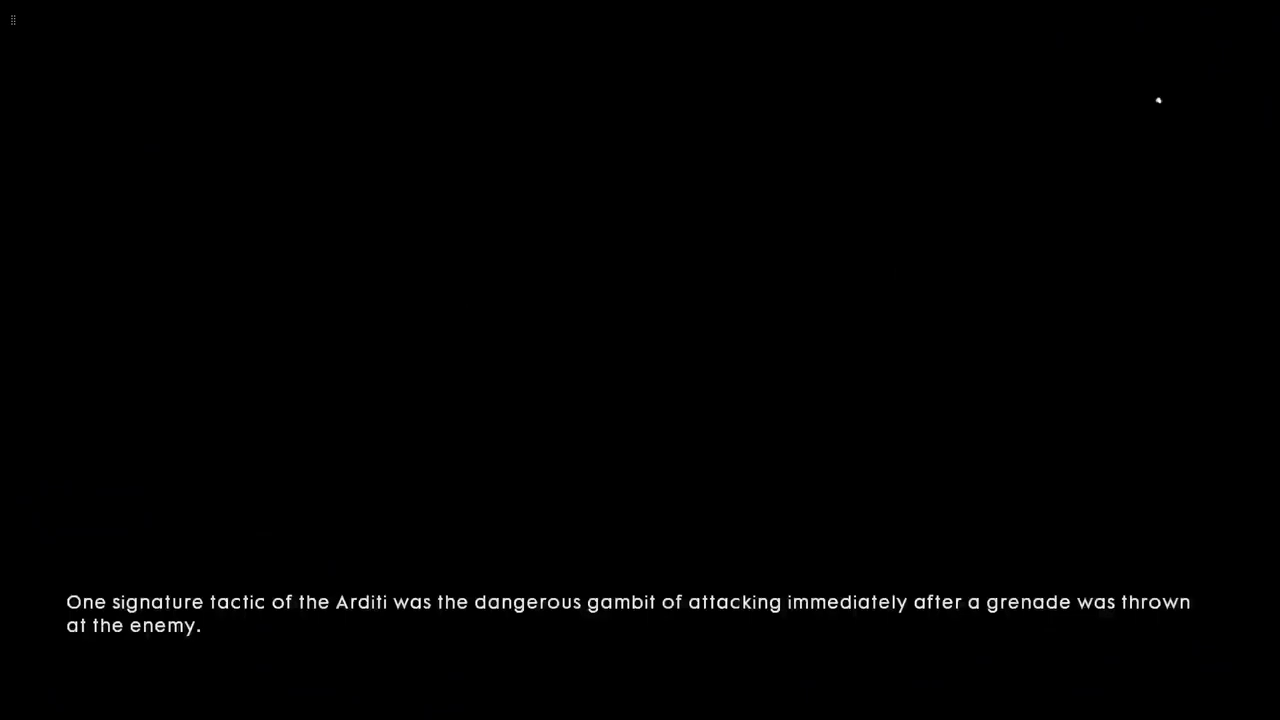 One signature tactic of the Arditi was the dangerous gambit of attacking immediately after a grenade was thrown
at the enemy.